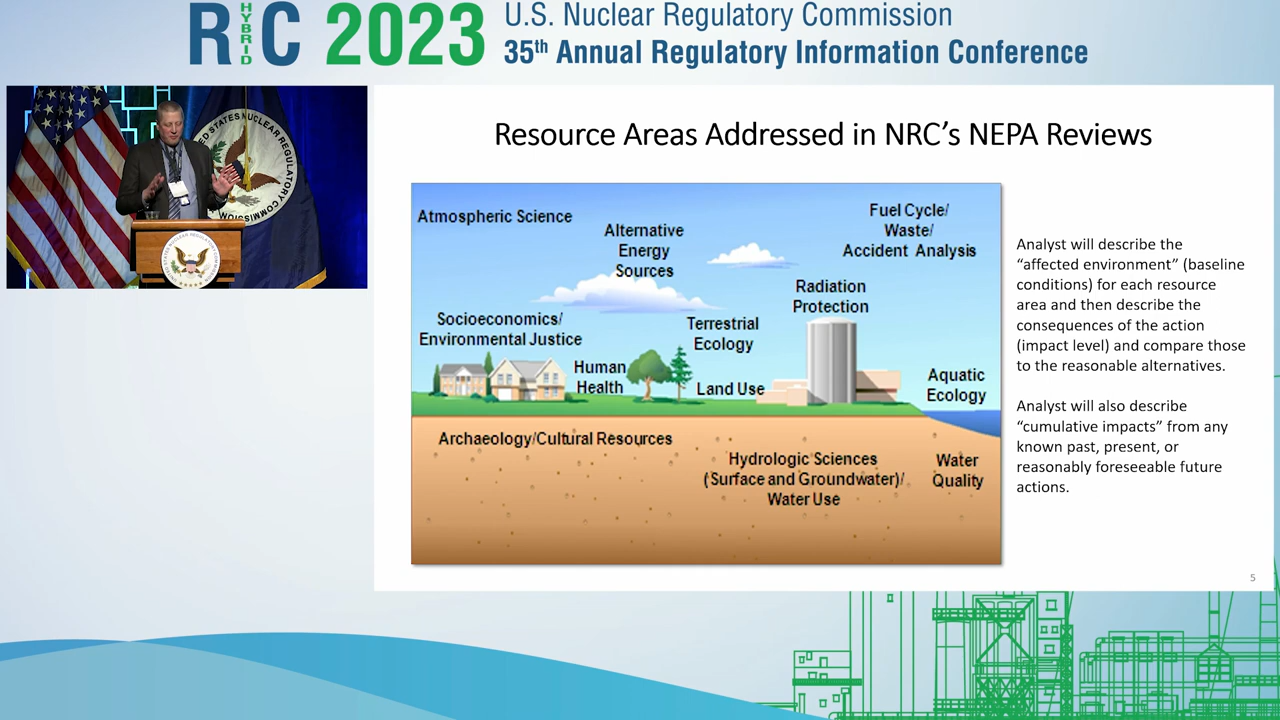 RIC 2023
HYBRID
U.S. Nuclear Regulatory Commission
35th Annual Regulatory Information Conference
Resource Areas Addressed in NRC's NEPA Reviews
Atmospheric Science
Alternative
Energy
Sources
Fuel Cycle/
Waste/
Accident Analysis
Radiation
Protection
Socioeconomics/
Environmental Justice
Terrestrial
Ecology
Human
Health
Land Use
Aquatic
Ecology
Archaeology/Cultural Resources
Hydrologic Sciences
(Surface and Groundwater)/
Water Use
Water
Quality
Analyst will describe the
“affected environment” (baseline
conditions) for each resource
area and then describe the
consequences of the action
(impact level) and compare those
to the reasonable alternatives.
Analyst will also describe
“cumulative impacts” from any
known past, present, or
reasonably foreseeable future
actions.
5